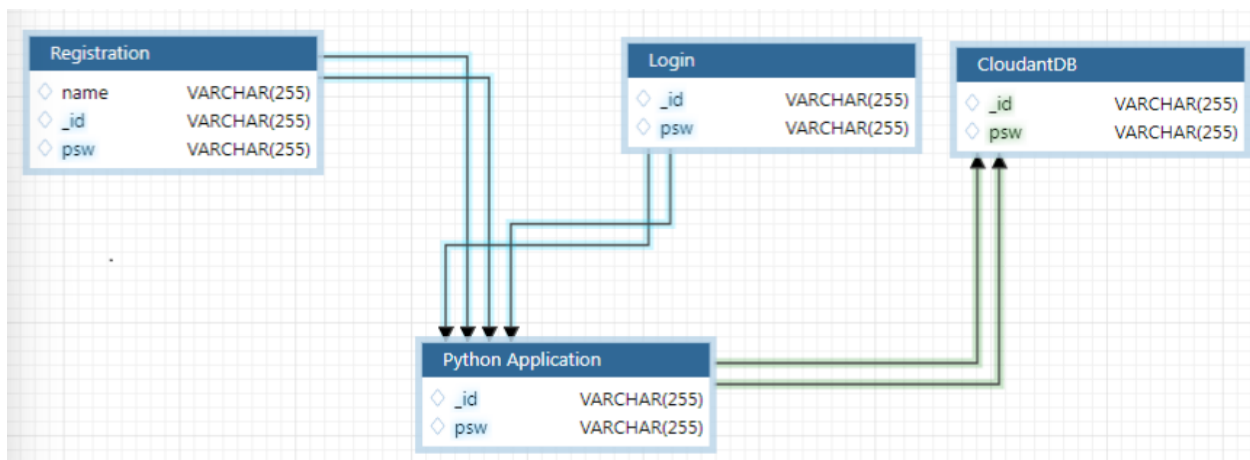 Registration
name VARCHAR(255)
_id VARCHAR(255)
psw VARCHAR(255)
Login
_id VARCHAR(255)
psw VARCHAR(255)
CloudantDB
_id VARCHAR(255)
psw VARCHAR(255)
Python Application
_id VARCHAR(255)
psw VARCHAR(255)